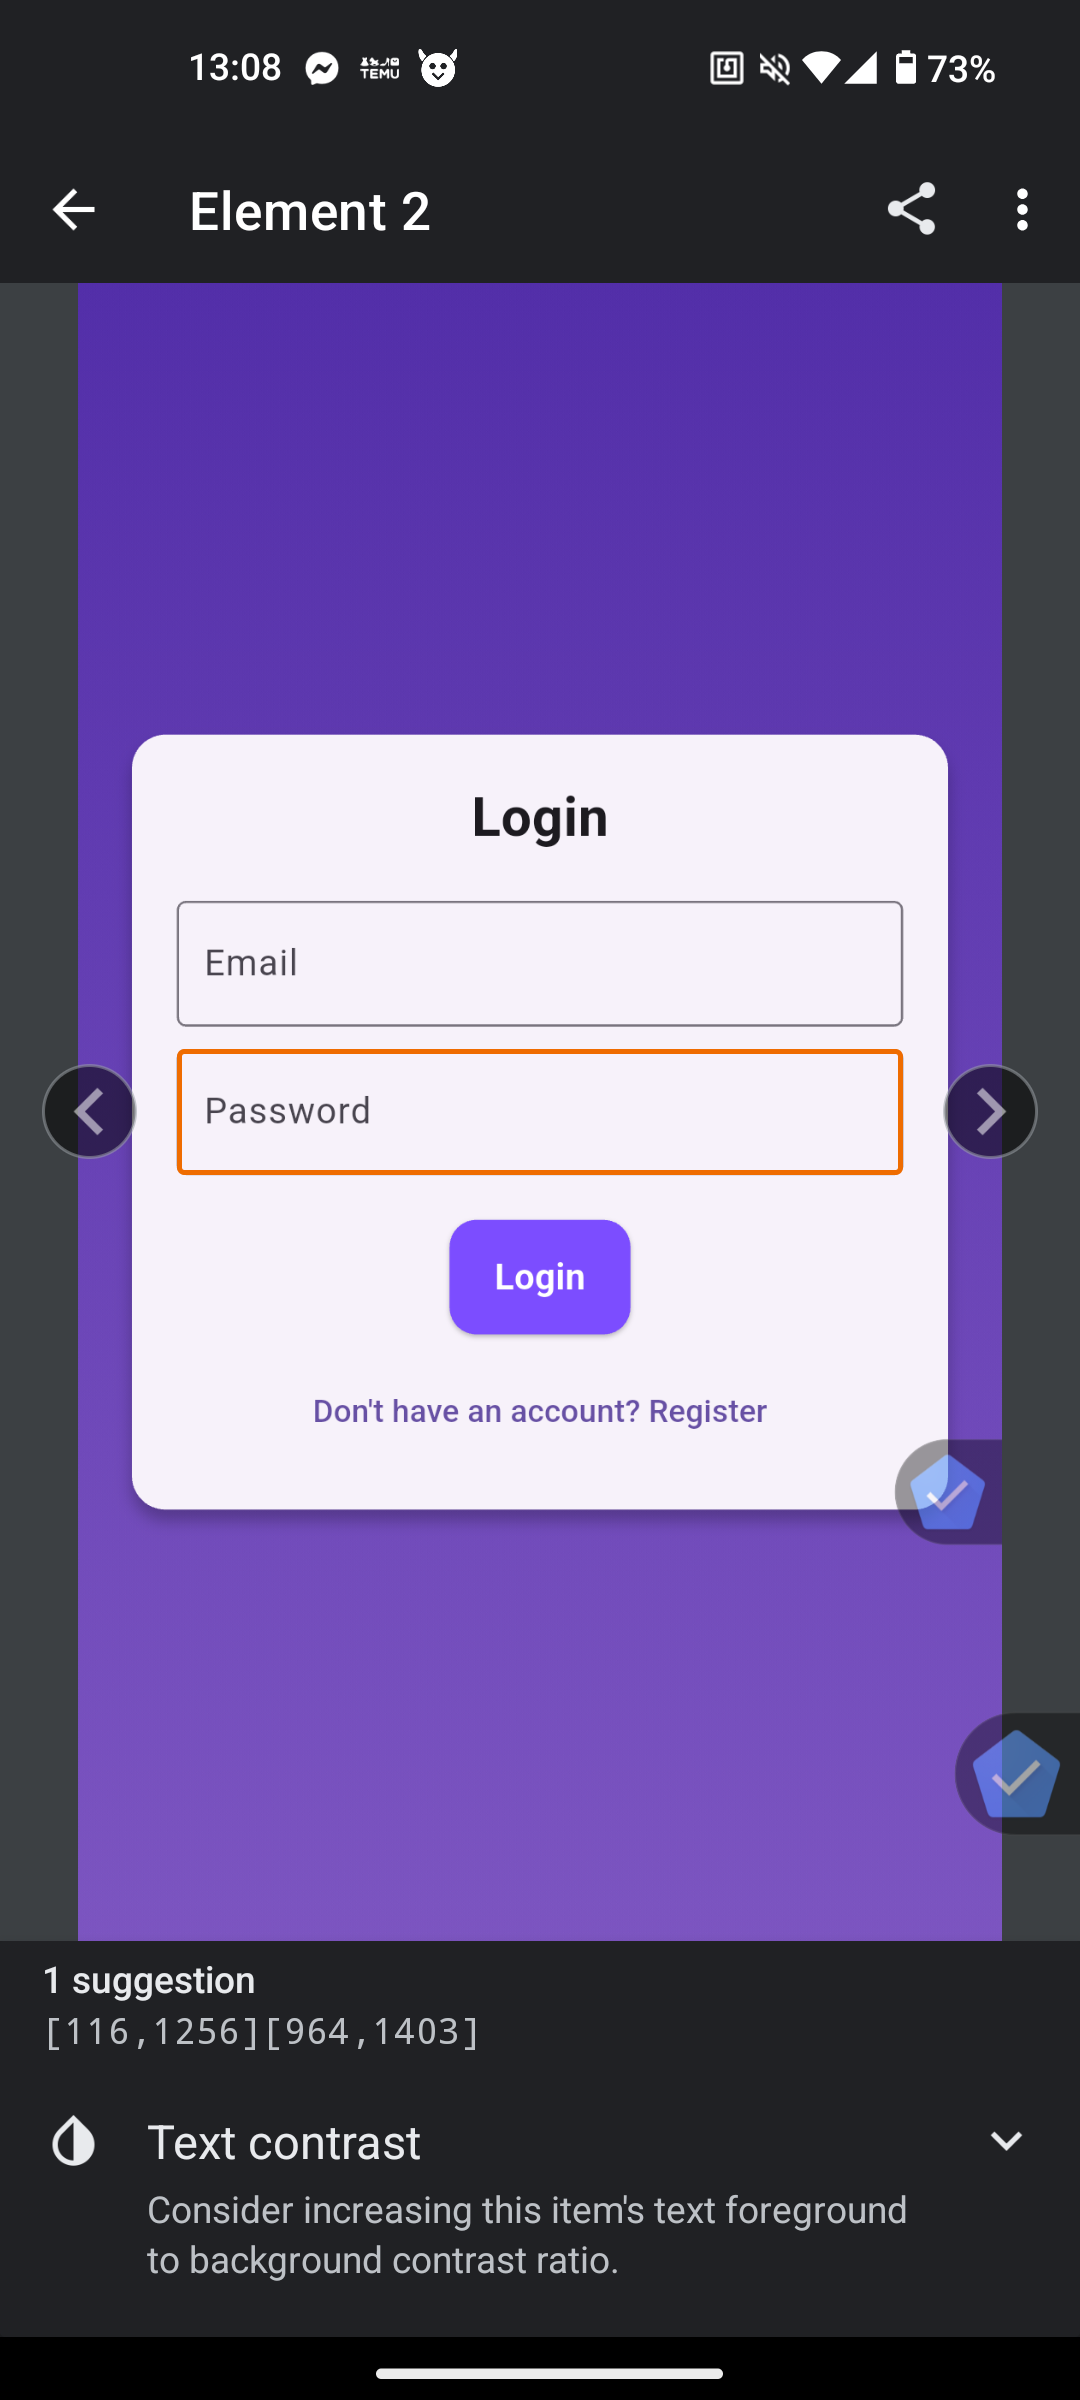 13:08 TEMU 73%
Element 2
Login
Email
Password
Login
Don't have an account? Register
1 suggestion
[116,1256][964,1403]
Text contrast
Consider increasing this item's text foreground
to background contrast ratio.